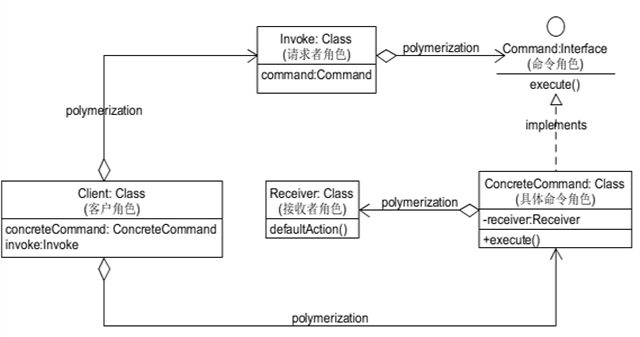 Invoke: Class
(请求者角色)
command:Command
polymerization
Command:Interface
(命令角色)
execute()
polymerization
implements
Client: Class
(客户角色)
concreteCommand: ConcreteCommand
invoke:Invoke
Receiver: Class
(接收者角色)
defaultAction()
polymerization
ConcreteCommand: Class
(具体命令角色)
-receiver:Receiver
+execute()
polymerization